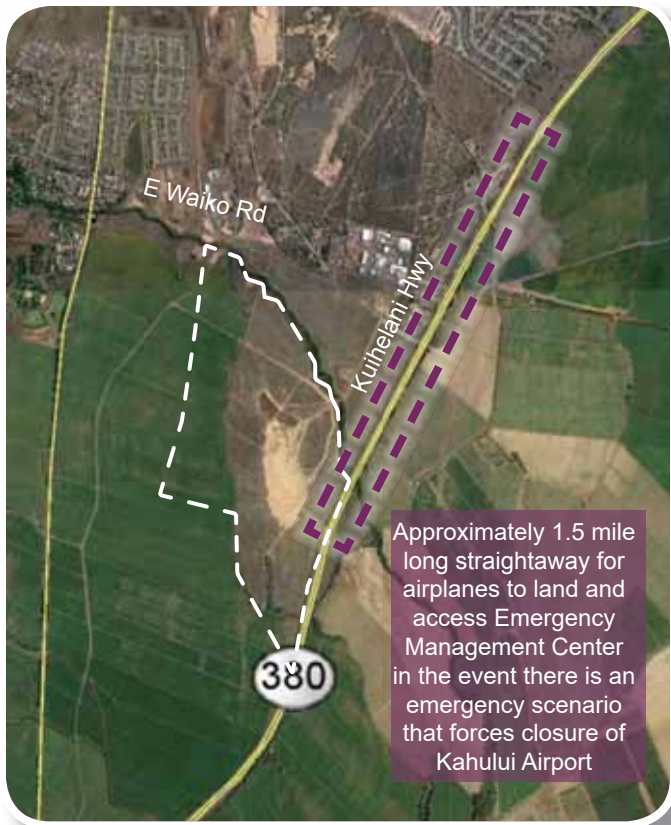 E Waiko Rd
Kuihelani Hwy
Approximately 1.5 mile
long straightaway for
airplanes to land and
access Emergency
Management Center
in the event there is an
emergency scenario
that forces closure of
Kahului Airport
380